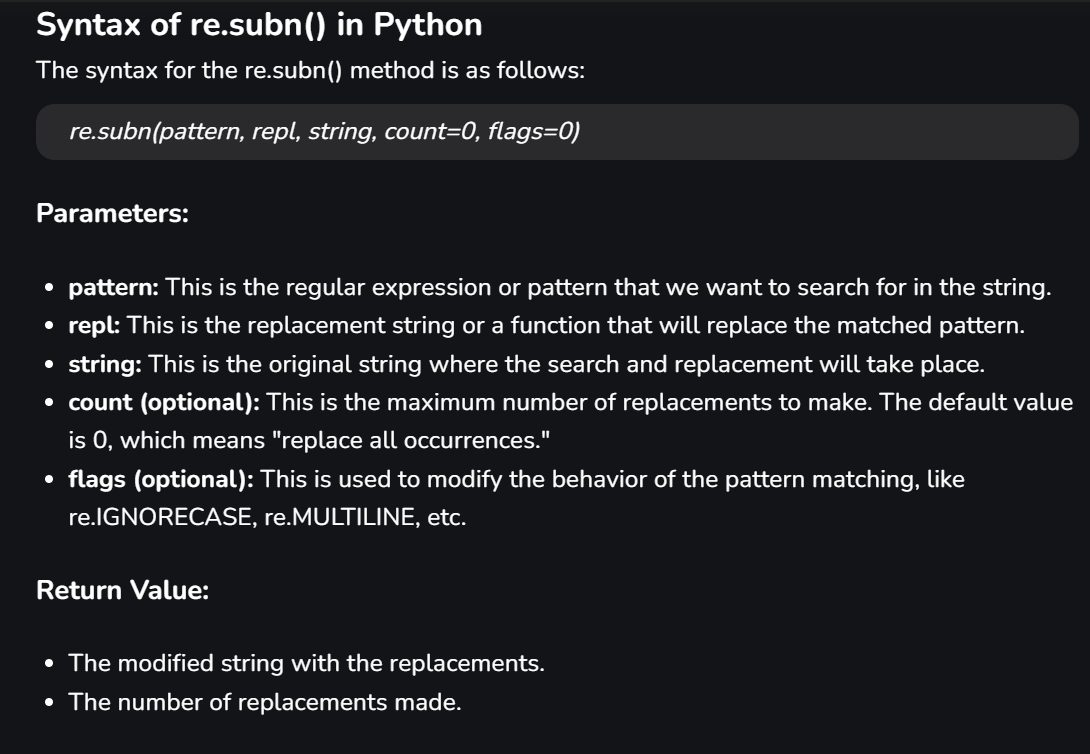 Syntax of re.subn() in Python
The syntax for the re.subn() method is as follows:
re.subn(pattern, repl, string, count=0, flags=0)
Parameters:
• pattern: This is the regular expression or pattern that we want to search for in the string.
• repl: This is the replacement string or a function that will replace the matched pattern.
• string: This is the original string where the search and replacement will take place.
• count (optional): This is the maximum number of replacements to make. The default value
is 0, which means "replace all occurrences."
• flags (optional): This is used to modify the behavior of the pattern matching, like
re.IGNORECASE, re.MULTILINE, etc.
Return Value:
• The modified string with the replacements.
• The number of replacements made.